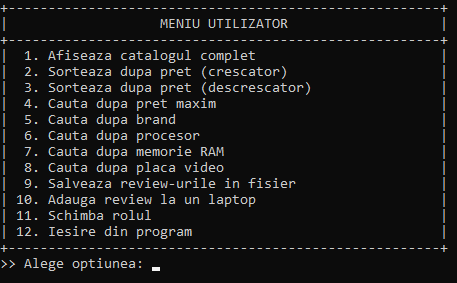 MENIU UTILIZATOR
1. Afiseaza catalogul complet
2. Sorteaza dupa pret (crescator)
3. Sorteaza dupa pret (descrescator)
4. Cauta dupa pret maxim
5. Cauta dupa brand
6. Cauta dupa procesor
7. Cauta dupa memorie RAM
8. Cauta dupa placa video
9. Salveaza review-urile in fisier
10. Adauga review la un laptop
11. Schimba rolul
12. Iesire din program
>> Alege optiunea: